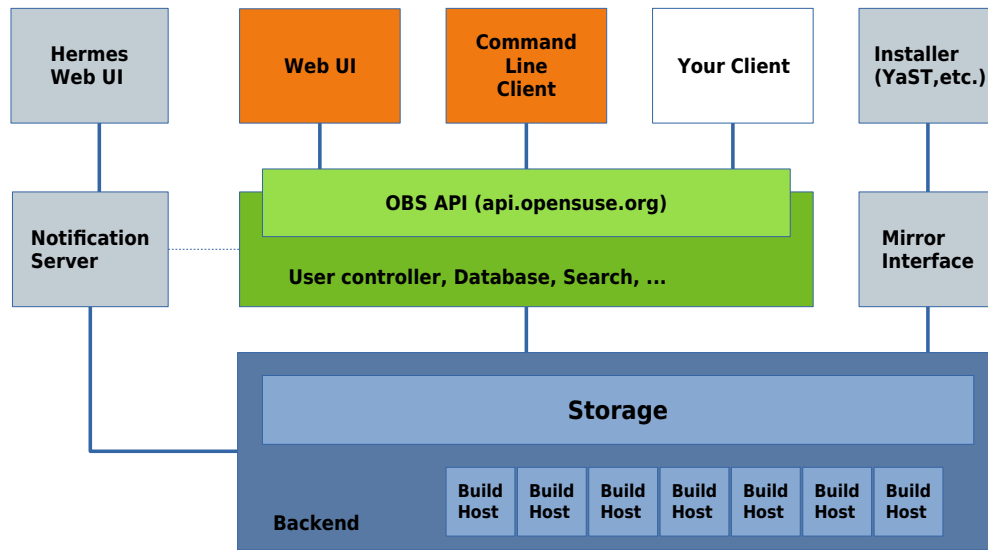 Hermes
Web UI
Web UI
Command
Line
Client
Your Client
Installer
(YaST,etc.)
OBS API (api.opensuse.org)
Notification
Server
User controller, Database, Search, ...
Mirror
Interface
Storage
Build
Host
Build
Host
Build
Host
Build
Host
Build
Host
Build
Host
Build
Host
Backend